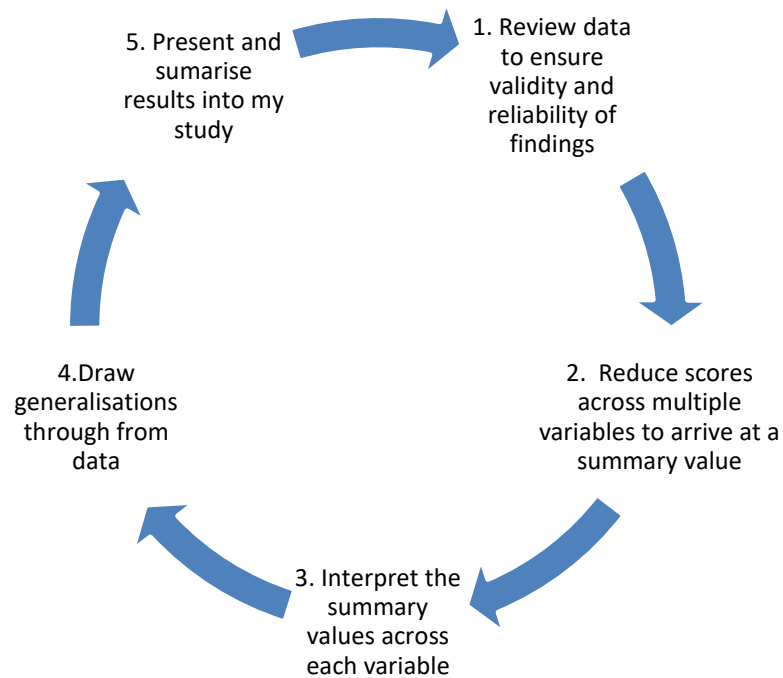 1. Review data
to ensure
validity and
reliability of
findings
2.  Reduce scores
across multiple
variables to arrive at a
summary value
3. Interpret the
summary
values across
each variable
4.Draw
generalisations
through from
data
5. Present and
sumarise
results into my
study